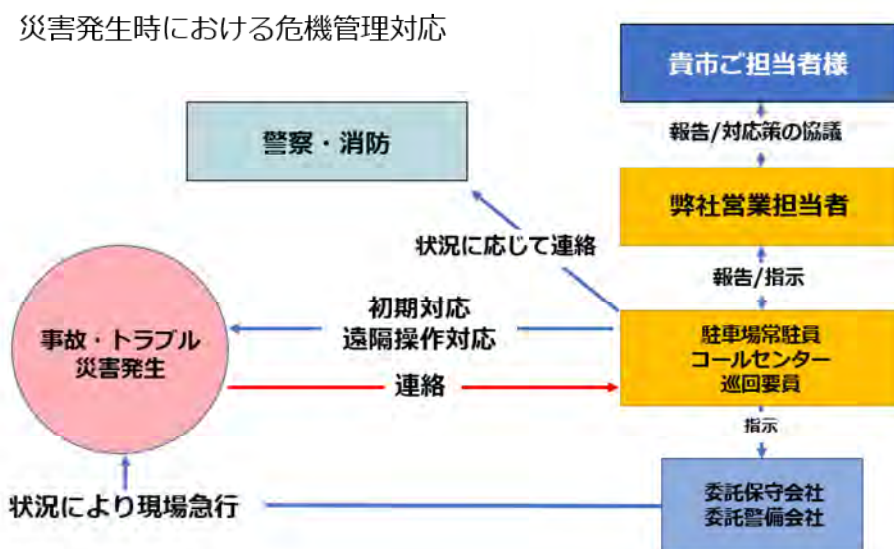 災害発生時における危機管理対応
貴市ご担当者様
報告/対応策の協議
警察・消防
弊社営業担当者
状況に応じて連絡
報告/指示
初期対応
遠隔操作対応
事故・トラブル
災害発生
駐車場常駐員
コールセンター
巡回要員
連絡
指示
状況により現場急行
委託保守会社
委託警備会社